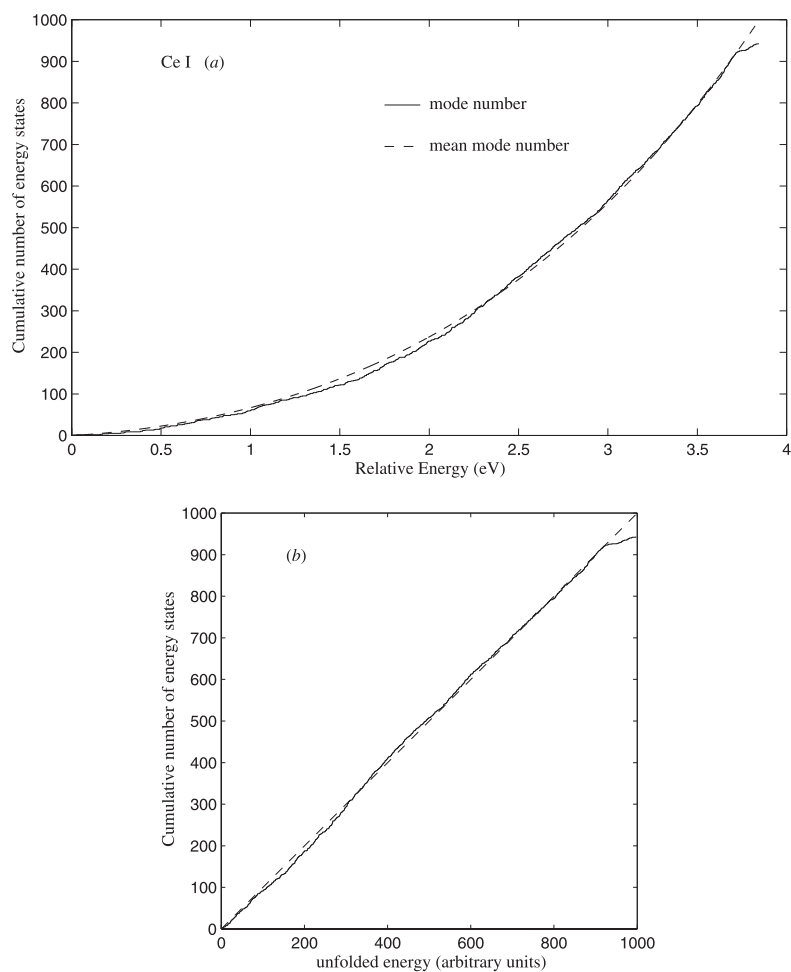 1000
900
800
700
600
500
400
300
200
100
0
Cumulative number of energy states
Ce I (a)
mode number
mean mode number
0 0.5 1 1.5 2 2.5 3 3.5 4
Relative Energy (eV)
1000
900
800
700
600
500
400
300
200
100
0
Cumulative number of energy states
(b)
0 200 400 600 800 1000
unfolded energy (arbitrary units)